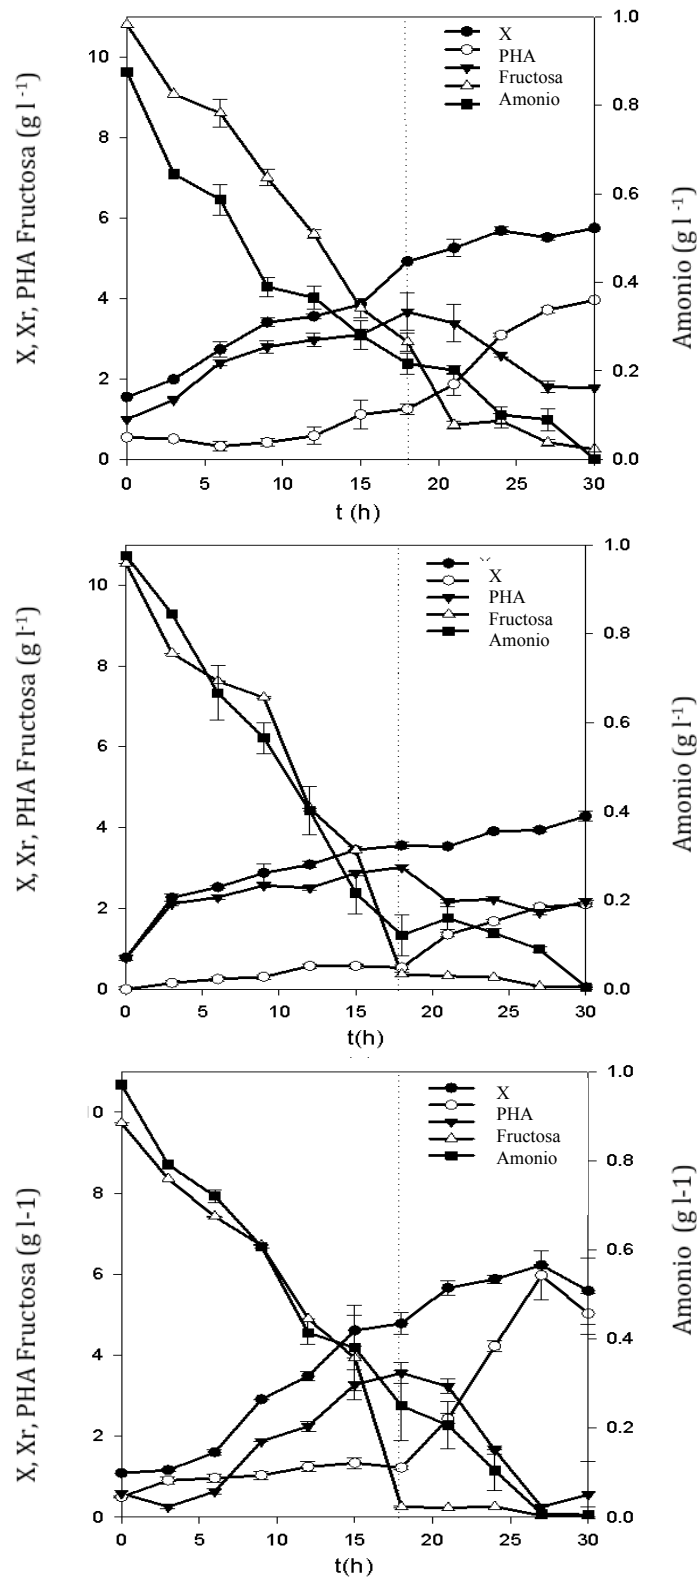 X, Xr, PHA Fructosa (g l -1)
10
8
6
4
2
0
X
PHA
Fructosa
Amonio
1.0
0.8
0.6
0.4
0.2
0.0
Amonio (g l -1)
0 5 10 15 20 25 30
t (h)
X, Xr, PHA Fructosa (g l-1)
10
8
6
4
2
0
X
PHA
Fructosa
Amonio
1.0
0.8
0.6
0.4
0.2
0.0
Amonio (g l-1)
0 5 10 15 20 25 30
t(h)
X, Xr, PHA Fructosa (g l-1)
0
8
6
4
2
0
X
PHA
Fructosa
Amonio
1.0
0.8
0.6
0.4
0.2
0.0
Amonio (g l-1)
0 5 10 15 20 25 30
t(h)